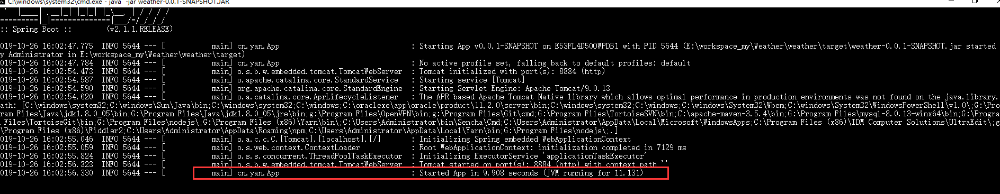 C:\windows\system32\cmd.exe - java  -jar weather-0.0.1-SNAPSHOT.JAR
'  |____| .__|_| |_|_| |_\__, | / / / /
=========|_|==============|___/=/_/_/_/
:: Spring Boot ::        (v2.1.1.RELEASE)
019-10-26 16:02:47.775  INFO 5644 --- [           main] cn.yan.App                               : Starting App v0.0.1-SNAPSHOT on E53FL4D500WPDB1 with PID 5644 (E:\workspace_my\Weather\weather\target\weather-0.0.1-SNAPSHOT.jar started
y Administrator in E:\workspace_my\Weather\weather\target)
019-10-26 16:02:47.784  INFO 5644 --- [           main] cn.yan.App                               : No active profile set, falling back to default profiles: default
019-10-26 16:02:54.473  INFO 5644 --- [           main] o.s.b.w.embedded.tomcat.TomcatWebServer  : Tomcat initialized with port(s): 8884 (http)
019-10-26 16:02:54.587  INFO 5644 --- [           main] o.apache.catalina.core.StandardService   : Starting service [Tomcat]
019-10-26 16:02:54.590  INFO 5644 --- [           main] org.apache.catalina.core.StandardEngine  : Starting Servlet Engine: Apache Tomcat/9.0.13
019-10-26 16:02:54.620  INFO 5644 --- [           main] o.a.catalina.core.AprLifecycleListener   : The APR based Apache Tomcat Native library which allows optimal performance in production environments was not found on the java.library.
ath: [C:\windows\system32;C:\windows\Sun\Java\bin;C:\windows\system32;C:\windows;C:\oraclexe\app\oracle\product\11.2.0\server\bin;C:\windows\system32;C:\windows;C:\windows\System32\Wbem;C:\windows\System32\WindowsPowerShell\v1.0\;G:\Pro
ram Files\Java\jdk1.8.0_05\bin;G:\Program Files\Java\jdk1.8.0_05\jre\bin;g:\Program Files\OpenVPN\bin;g:\Program Files\Git\cmd;G:\Program Files\TortoiseSVN\bin;C:\apache-maven-3.5.4\bin;G:\Program Files\mysql-8.0.13-winx64\bin;G:\Progra
 Files\TortoiseGit\bin;G:\Program Files\nodejs\;G:\Program Files (x86)\Yarn\bin\;C:\Users\Administrator\bin\Sencha\Cmd;C:\Users\Administrator\AppData\Local\Microsoft\WindowsApps;C:\Program Files (x86)\IDM Computer Solutions\UltraEdit\;g
\Program Files (x86)\Fiddler2;C:\Users\Administrator\AppData\Roaming\npm;C:\Users\Administrator\AppData\Local\Yarn\bin;G:\Program Files\nodejs\;.]
019-10-26 16:02:55.046  INFO 5644 --- [           main] o.a.c.c.C.[Tomcat].[localhost].[/]       : Initializing Spring embedded WebApplicationContext
019-10-26 16:02:55.059  INFO 5644 --- [           main] o.s.web.context.ContextLoader            : Root WebApplicationContext: initialization completed in 7129 ms
019-10-26 16:02:55.824  INFO 5644 --- [           main] o.s.s.concurrent.ThreadPoolTaskExecutor  : Initializing ExecutorService 'applicationTaskExecutor'
019-10-26 16:02:56.323  INFO 5644 --- [           main] o.s.b.w.embedded.tomcat.TomcatWebServer  : Tomcat started on port(s): 8884 (http) with context path ''
019-10-26 16:02:56.330  INFO 5644 --- [           main] cn.yan.App                               : Started App in 9.908 seconds (JVM running for 11.131)